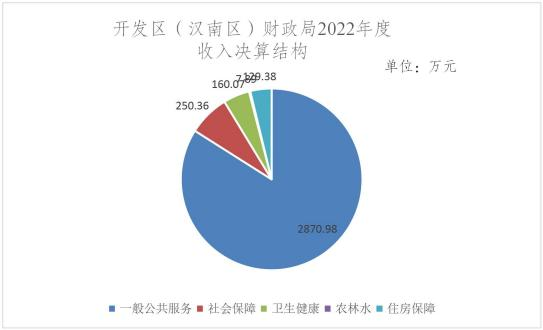 开发区（汉南区）财政局2022年度
收入决算结构
单位：万元
129.38
160.07
250.36
2870.98
一般公共服务 社会保障 卫生健康 农林水 住房保障